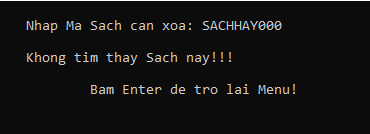 Nhap Ma Sach can xoa: SACHHAY000
Khong tim thay Sach nay!!!
Bam Enter de tro lai Menu!